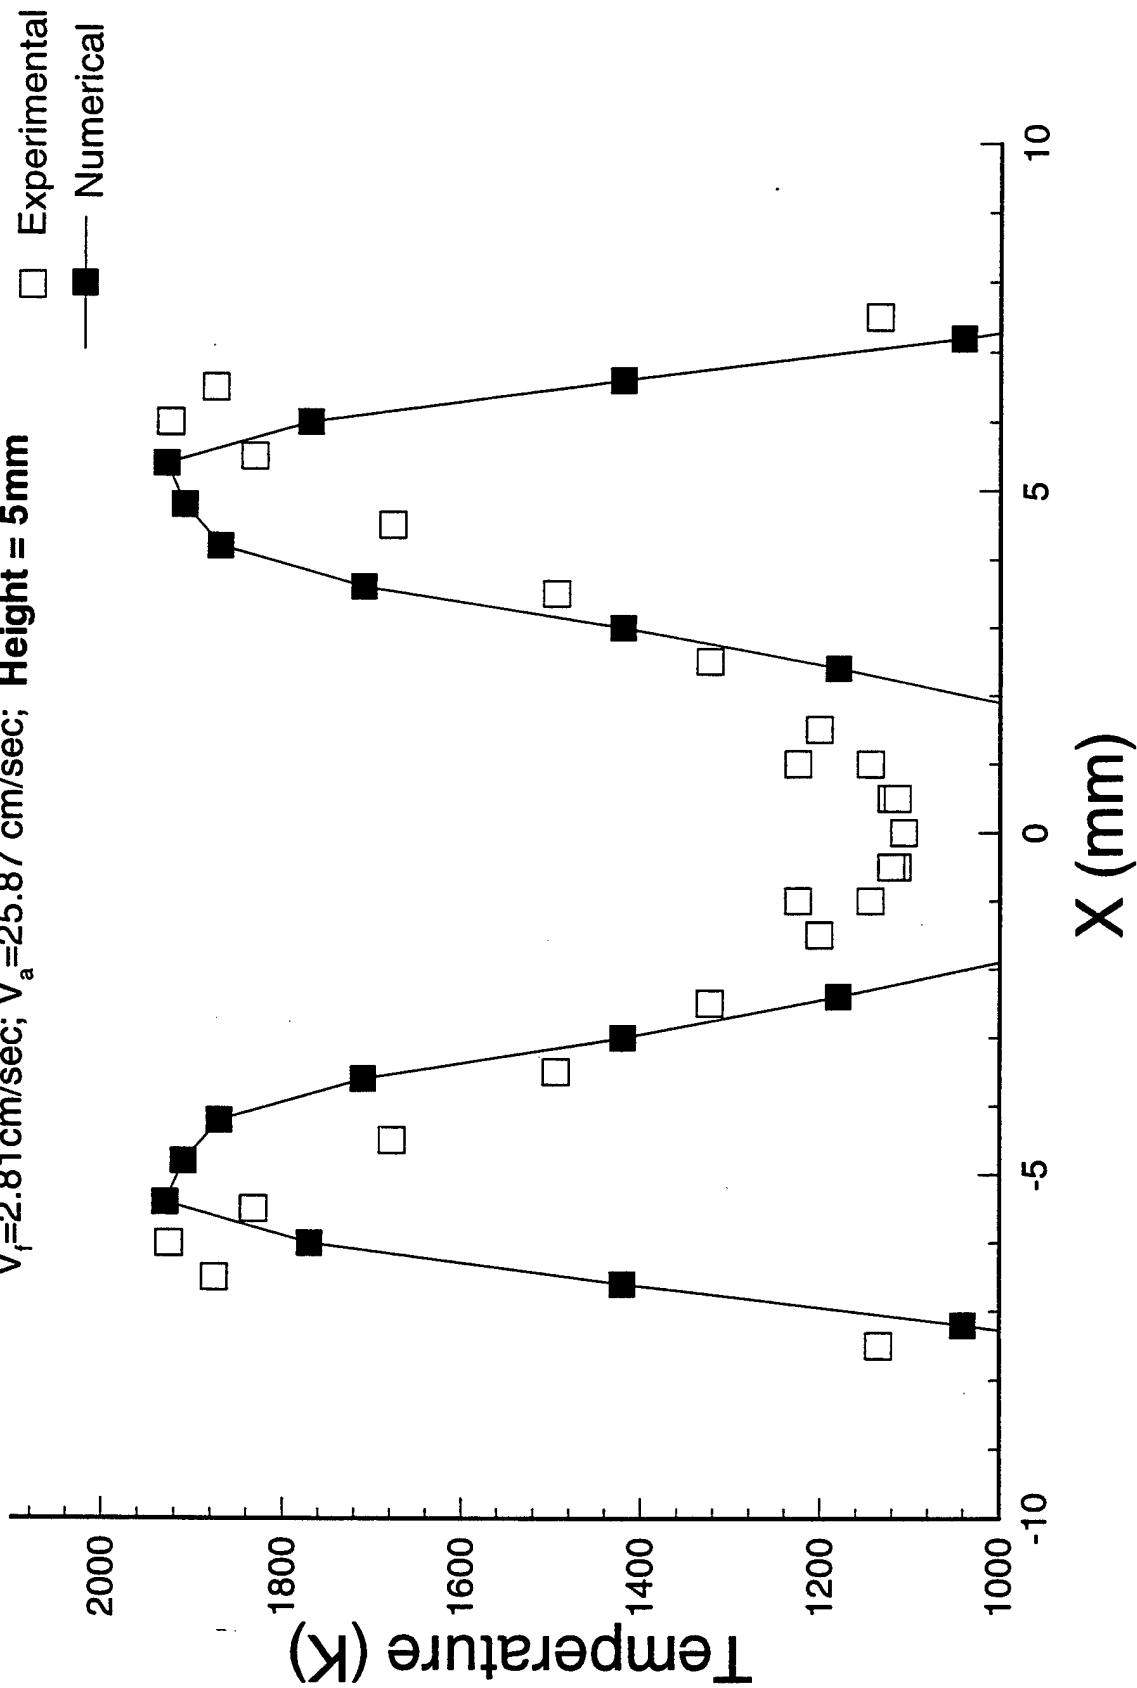 V_f=2.81cm/sec; V_a=25.87 cm/sec; Height = 5mm
Experimental
Numerical
Temperature (K)
2000
1800
1600
1400
1200
1000
-10
-5
0
5
10
X (mm)